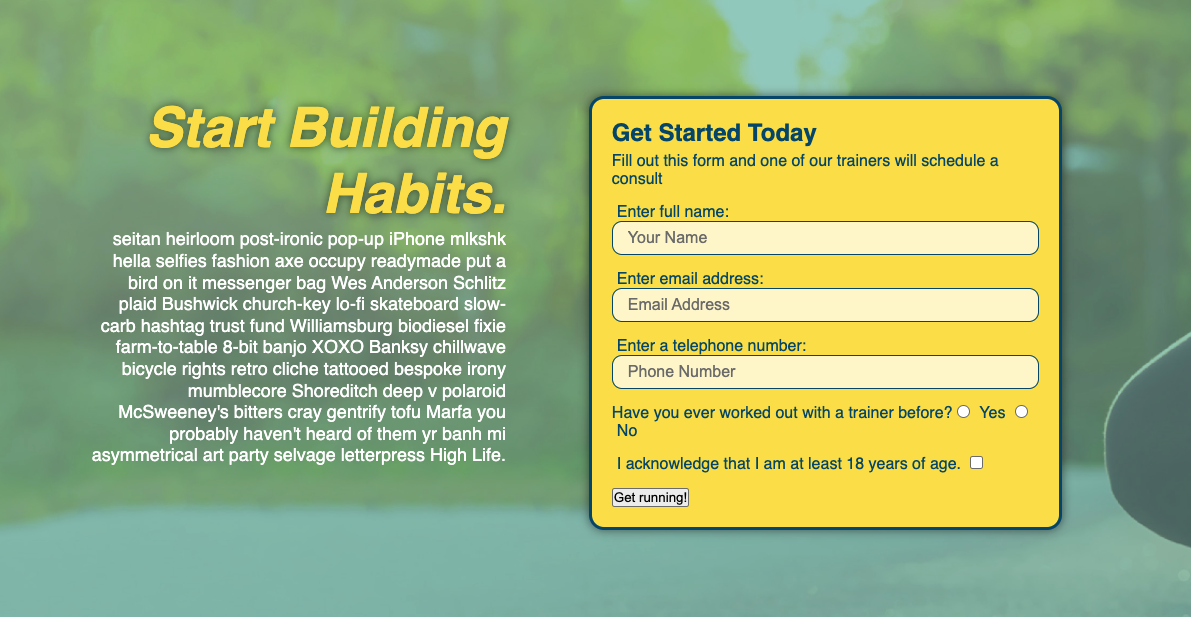 Start Building
Habits.
seitan heirloom post-ironic pop-up iPhone mlkshk
hella selfies fashion axe occupy readymade put a
bird on it messenger bag Wes Anderson Schlitz
plaid Bushwick church-key lo-fi skateboard slow-
carb hashtag trust fund Williamsburg biodiesel fixie
farm-to-table 8-bit banjo XOXO Banksy chillwave
bicycle rights retro cliche tattooed bespoke irony
mumblecore Shoreditch deep v polaroid
McSweeney's bitters cray gentrify tofu Marfa you
probably haven't heard of them yr banh mi
asymmetrical art party selvage letterpress High Life.
Get Started Today
Fill out this form and one of our trainers will schedule a
consult
Enter full name:
Your Name
Enter email address:
Email Address
Enter a telephone number:
Phone Number
Have you ever worked out with a trainer before? Yes
No
I acknowledge that I am at least 18 years of age.
Get running!